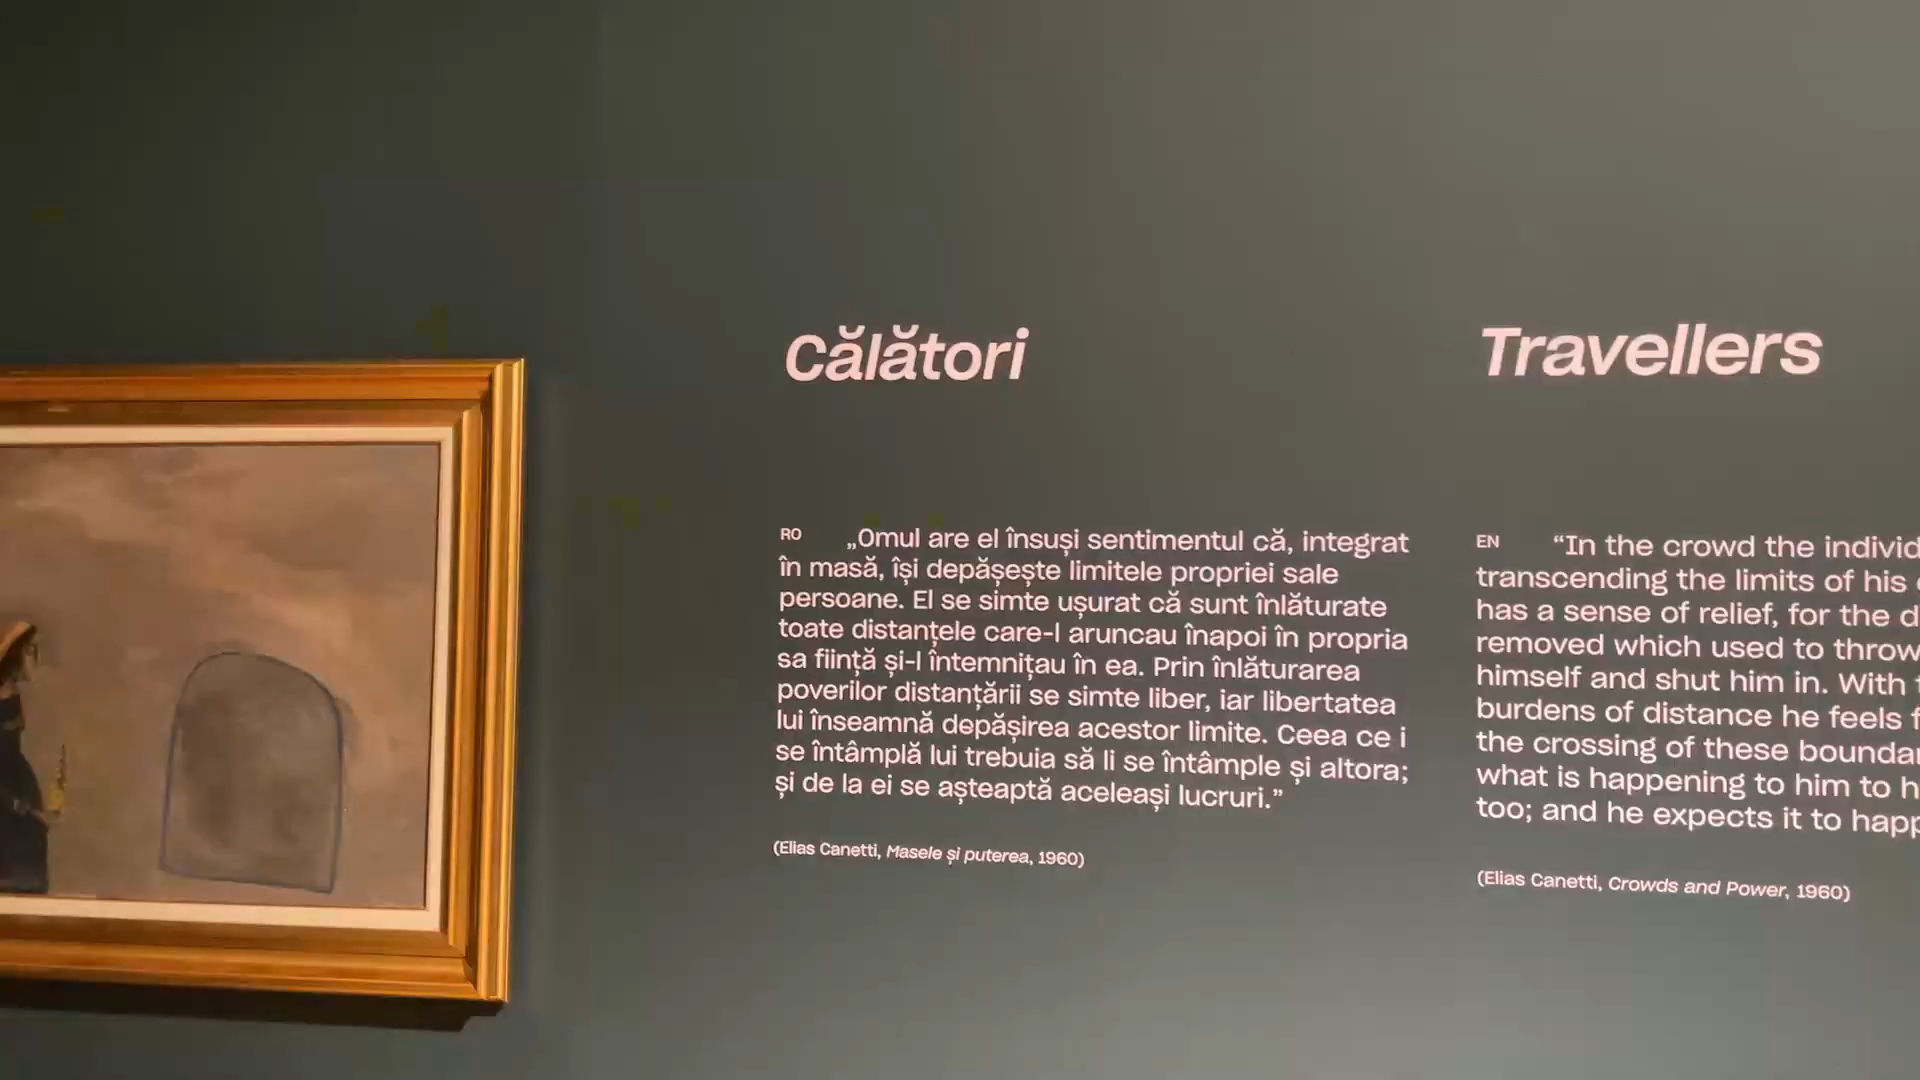 Călători
RO „Omul are el însuși sentimentul că, integrat
în masă, își depășește limitele propriei sale
persoane. El se simte ușurat că sunt înlăturate
toate distanțele care-l aruncau înapoi în propria
sa ființă și-l întemnițau în ea. Prin înlăturarea
poverilor distanțării se simte liber, iar libertatea
lui înseamnă depășirea acestor limite. Ceea ce i
se întâmplă lui trebuia să li se întâmple și altora;
și de la ei se așteaptă aceleași lucruri.”
(Elias Canetti, Masele și puterea, 1960)
Travellers
EN “In the crowd the
transcending the limits of his
has a sense of relief, for the
removed which used to throw
himself and shut him in. With
burdens of distance he feels
the crossing of these
what is happening to him to
too; and he expects it to
(Elias Canetti, Crowds and Power, 1960)